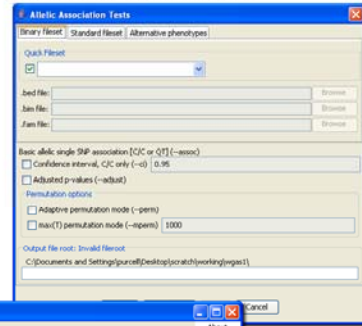 Allelic Association Tests
Binary fileset Standard fileset Alternative phenotypes
Quick Fileset
.bed file: Browse
.bim file: Browse
.fam file: Browse
Basic allelic single SNP association [C/C or QT] (--assoc)
Confidence interval, C/C only (--ci) 0.95
Adjusted p-values (--adjust)
Permutation options
Adaptive permutation mode (--perm)
max(T) permutation mode (--mperm) 1000
Output file root: Invalid fileroot
C:\Documents and Settings\purcell\Desktop\scratch\working\wgas1\
Cancel